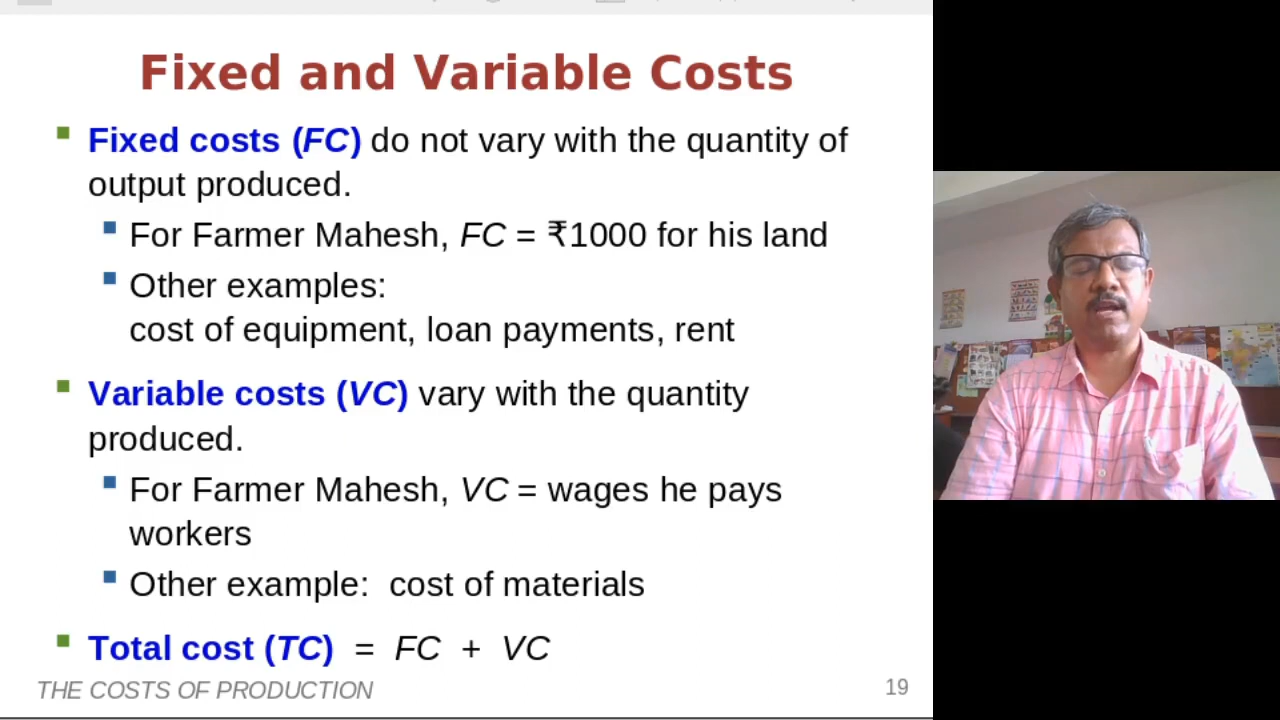 Fixed and Variable Costs
Fixed costs (FC) do not vary with the quantity of
output produced.
For Farmer Mahesh, FC = ₹1000 for his land
Other examples:
cost of equipment, loan payments, rent
Variable costs (VC) vary with the quantity
produced.
For Farmer Mahesh, VC = wages he pays
workers
Other example: cost of materials
Total cost (TC) = FC + VC
THE COSTS OF PRODUCTION
19